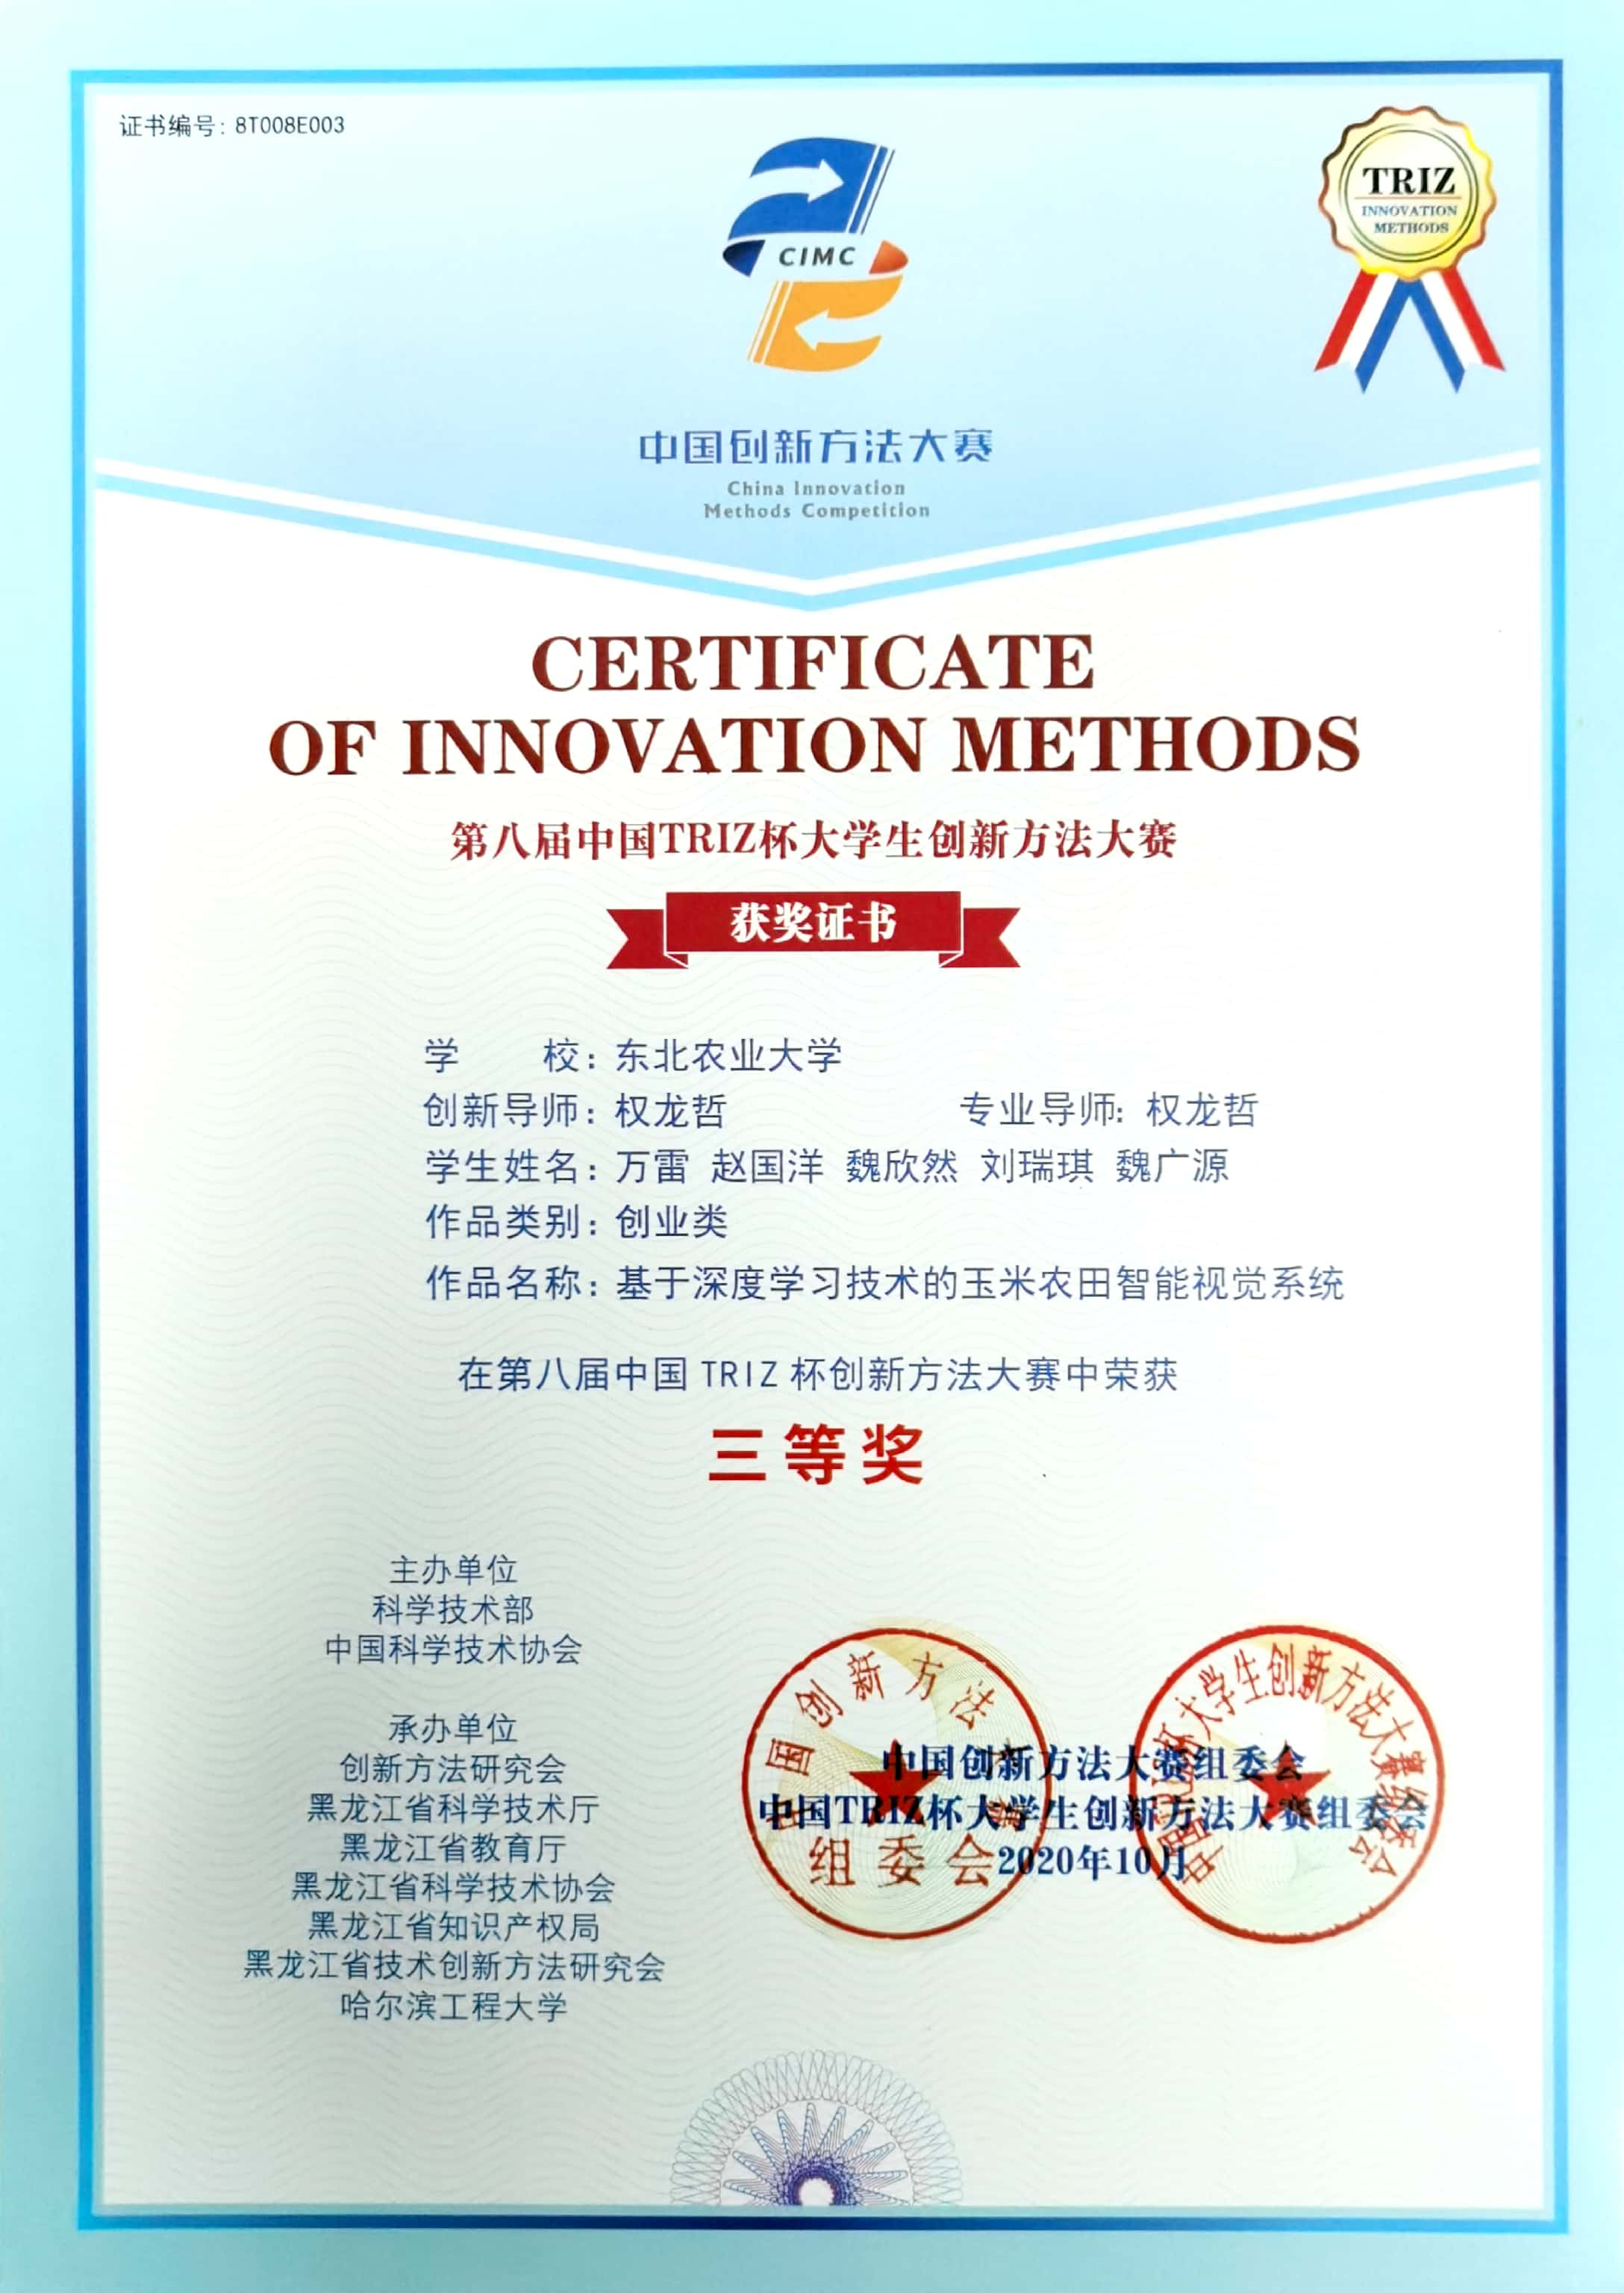 证书编号：8T008E003
TRIZ
INNOVATION
METHODS
CIMC
中国创新方法大赛
China Innovation
Methods Competition
CERTIFICATE
OF INNOVATION METHODS
第八届中国TRIZ杯大学生创新方法大赛
获奖证书
学 校：东北农业大学
创新导师：权龙哲 专业导师：权龙哲
学生姓名：万雷 赵国洋 魏欣然 刘瑞琪 魏广源
作品类别：创业类
作品名称：基于深度学习技术的玉米农田智能视觉系统
在第八届中国 TRIZ 杯创新方法大赛中荣获
三等奖
主办单位
科学技术部
中国科学技术协会
承办单位
创新方法研究会
黑龙江省科学技术厅
黑龙江省教育厅
黑龙江省科学技术协会
黑龙江省知识产权局
黑龙江省技术创新方法研究会
哈尔滨工程大学
中国创新方法大赛组委会
中国TRIZ杯大学生创新方法大赛组委会
2020年10月
国创新方法
组委会
杯大学生创新方法大赛组委会